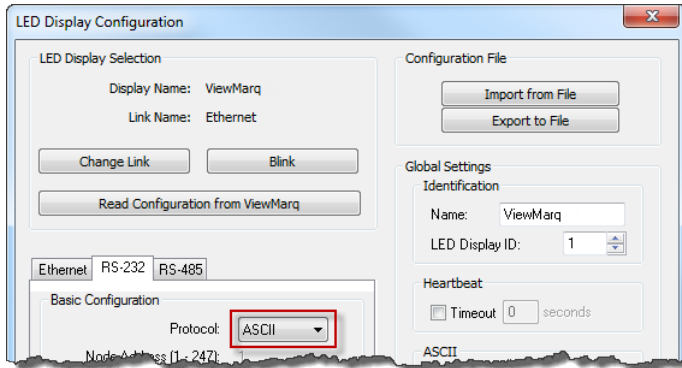 LED Display Configuration
x
LED Display Selection
Display Name: ViewMarq
Link Name: Ethernet
Change Link
Blink
Read Configuration from ViewMarq
Configuration File
Import from File
Export to File
Global Settings
Identification
Name: ViewMarq
LED Display ID: 1
Heartbeat
Timeout 0 seconds
ASCII
Ethernet RS-232 RS-485
Basic Configuration
Protocol: ASCII
Node Address (1 - 247): 1